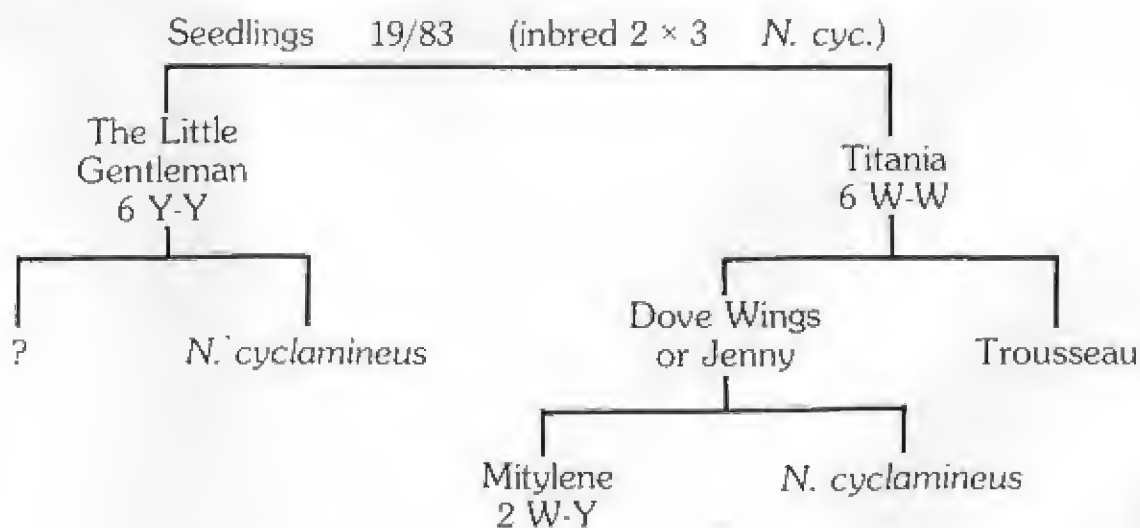 Seedlings 19/83 (inbred 2 × 3 N. cyc.)
The Little
Gentleman
6 Y-Y
Titania
6 W-W
? N. cyclamineus
Dove Wings
or Jenny
Trousseau
Mitylene
2 W-Y
N. cyclamineus